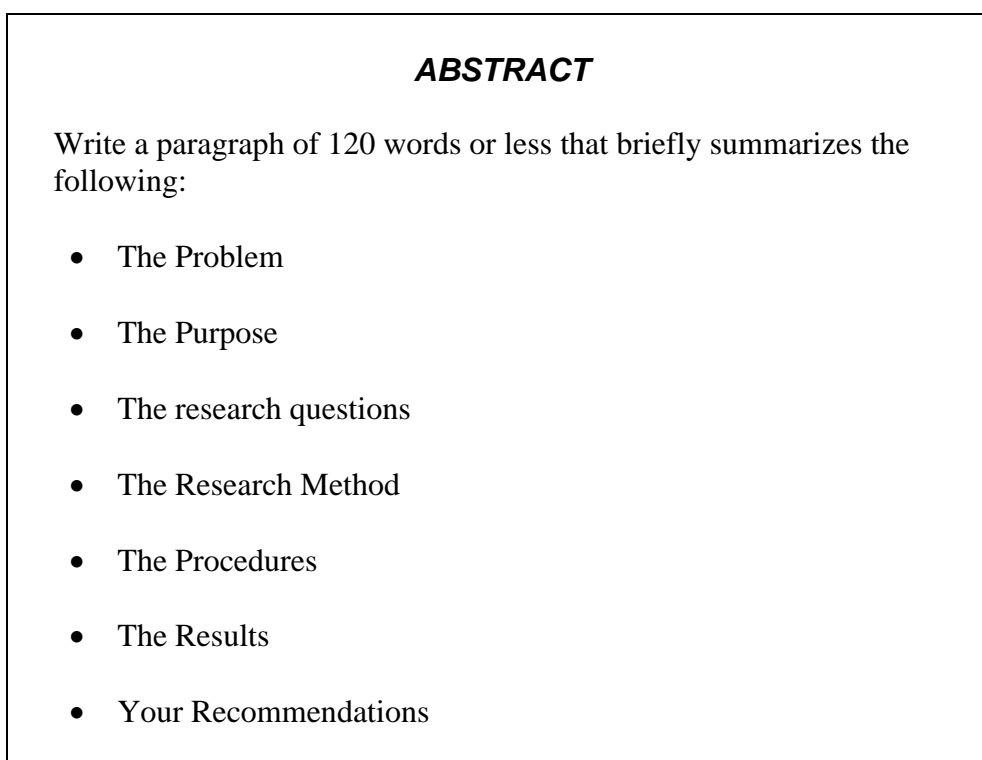 ABSTRACT
Write a paragraph of 120 words or less that briefly summarizes the
following:
• The Problem
• The Purpose
• The research questions
• The Research Method
• The Procedures
• The Results
• Your Recommendations